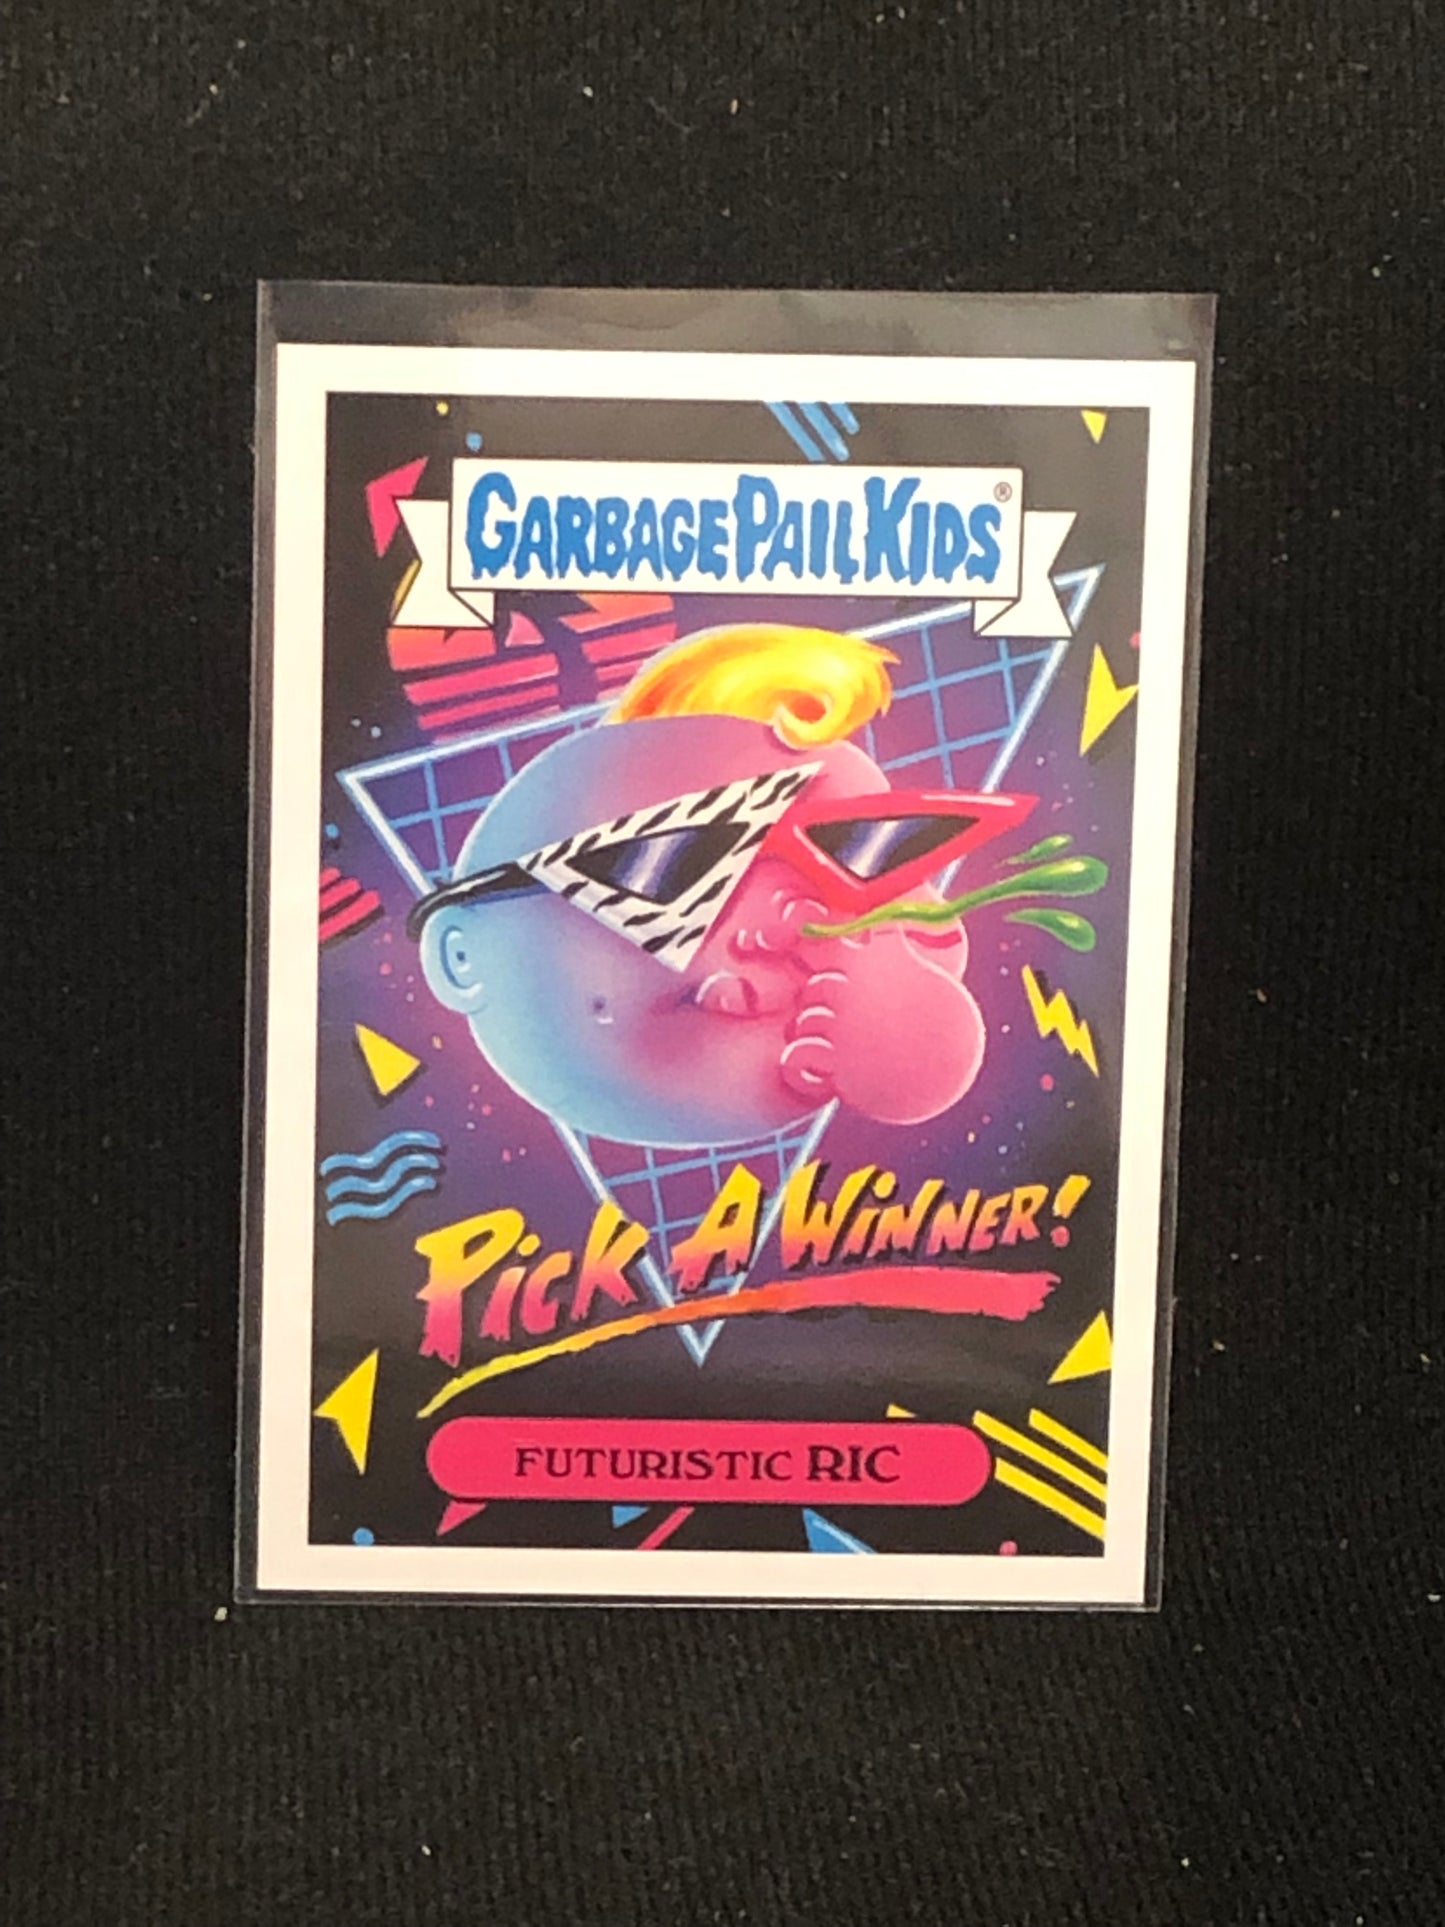 GARBAGE PAIL KIDS®
PICK A WINNER!
FUTURISTIC RIC